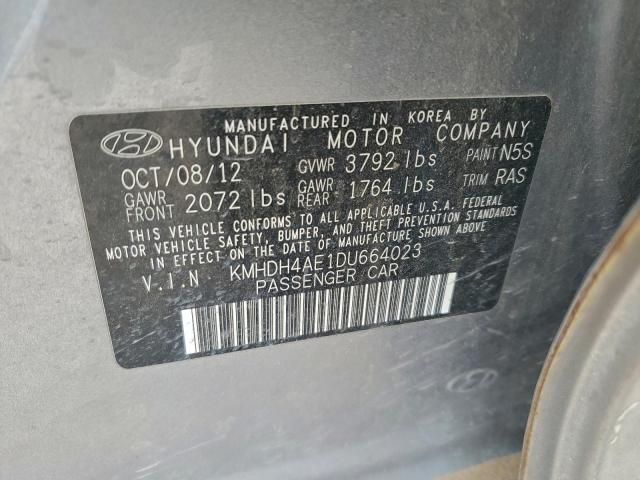 MANUFACTURED IN KOREA BY
HYUNDAI MOTOR COMPANY
OCT/08/12 GVWR 3792 lbs PAINT N5S
GAWR FRONT 2072 lbs GAWR REAR 1764 lbs TRIM RAS
THIS VEHICLE CONFORMS TO ALL APPLICABLE U.S.A. FEDERAL
MOTOR VEHICLE SAFETY, BUMPER, AND THEFT PREVENTION STANDARDS
IN EFFECT ON THE DATE OF MANUFACTURE SHOWN ABOVE
V.I.N KMHDH4AE1DU664023
PASSENGER CAR